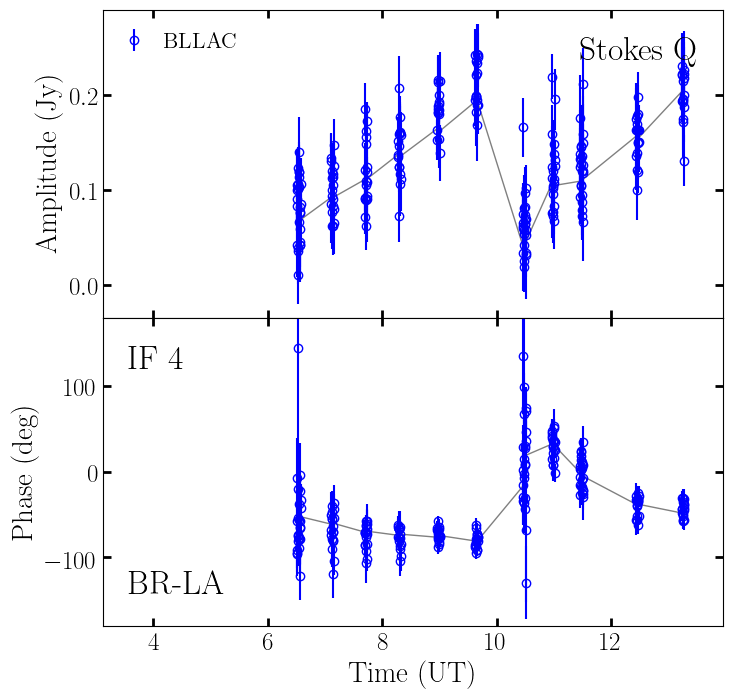 BLLAC
Stokes Q
Amplitude (Jy)
0.2
0.1
0.0
IF 4
Phase (deg)
100
0
−100
BR-LA
4 6 8 10 12
Time (UT)